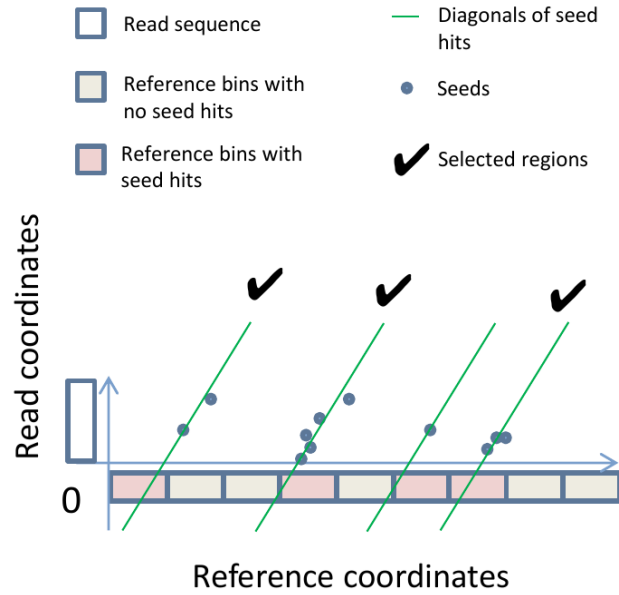 Read sequence
Diagonals of seed
hits
Reference bins with
no seed hits
Seeds
Reference bins with
seed hits
Selected regions
Read coordinates
0
Reference coordinates